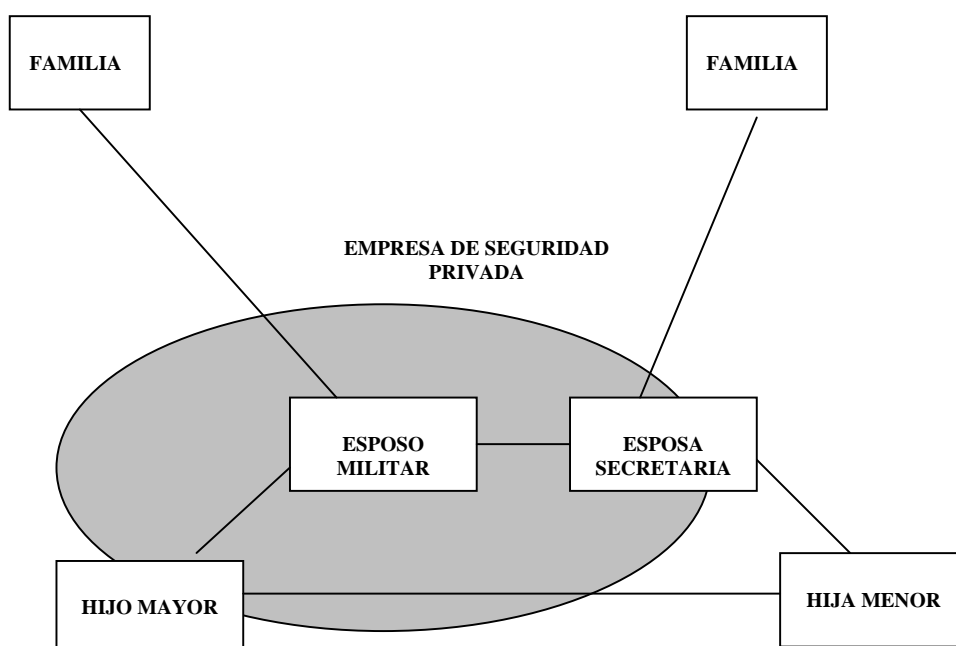 FAMILIA
FAMILIA
EMPRESA DE SEGURIDAD
PRIVADA
ESPOSO
MILITAR
ESPOSA
SECRETARIA
HIJO MAYOR
HIJA MENOR